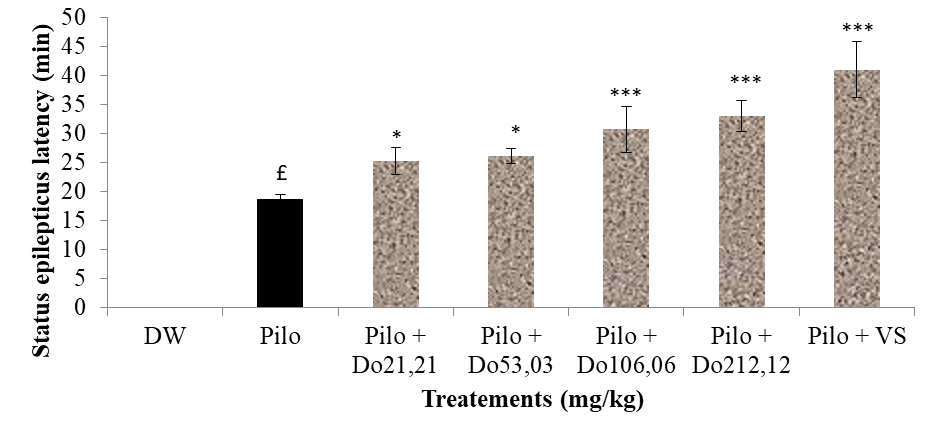 Status epilepticus latency (min)
50
45
40
35
30
25
20
15
10
5
0
£
*
*
***
***
***
DW
Pilo
Pilo +
Do21,21
Pilo +
Do53,03
Pilo +
Do106,06
Pilo +
Do212,12
Pilo + VS
Treatements (mg/kg)